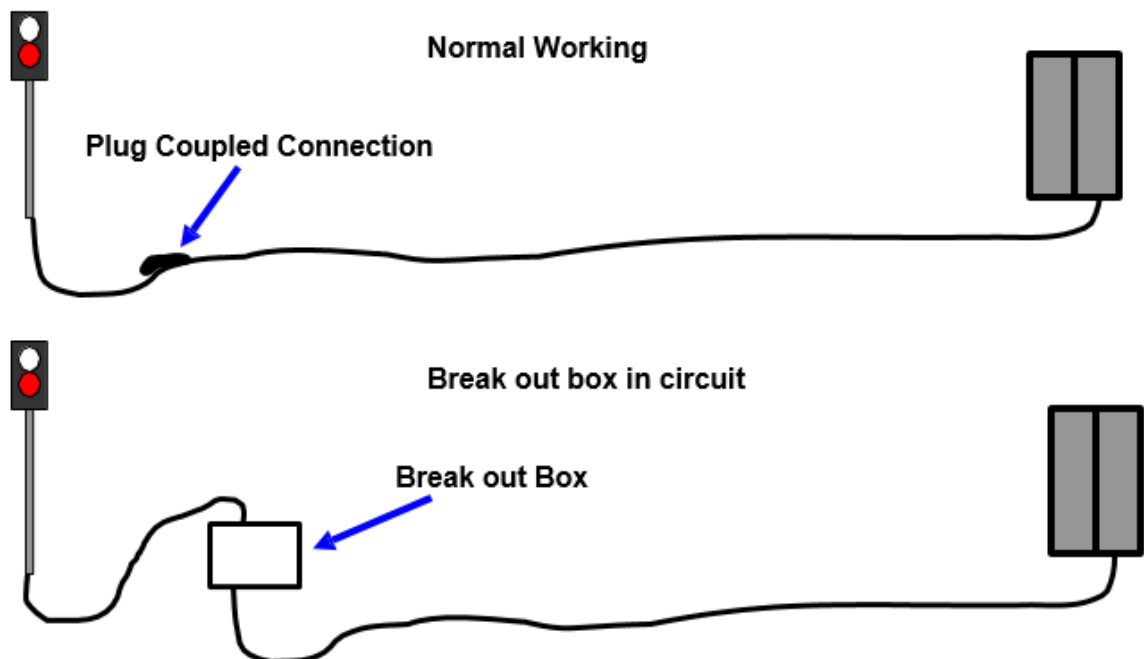 Normal Working
Plug Coupled Connection
Break out box in circuit
Break out Box